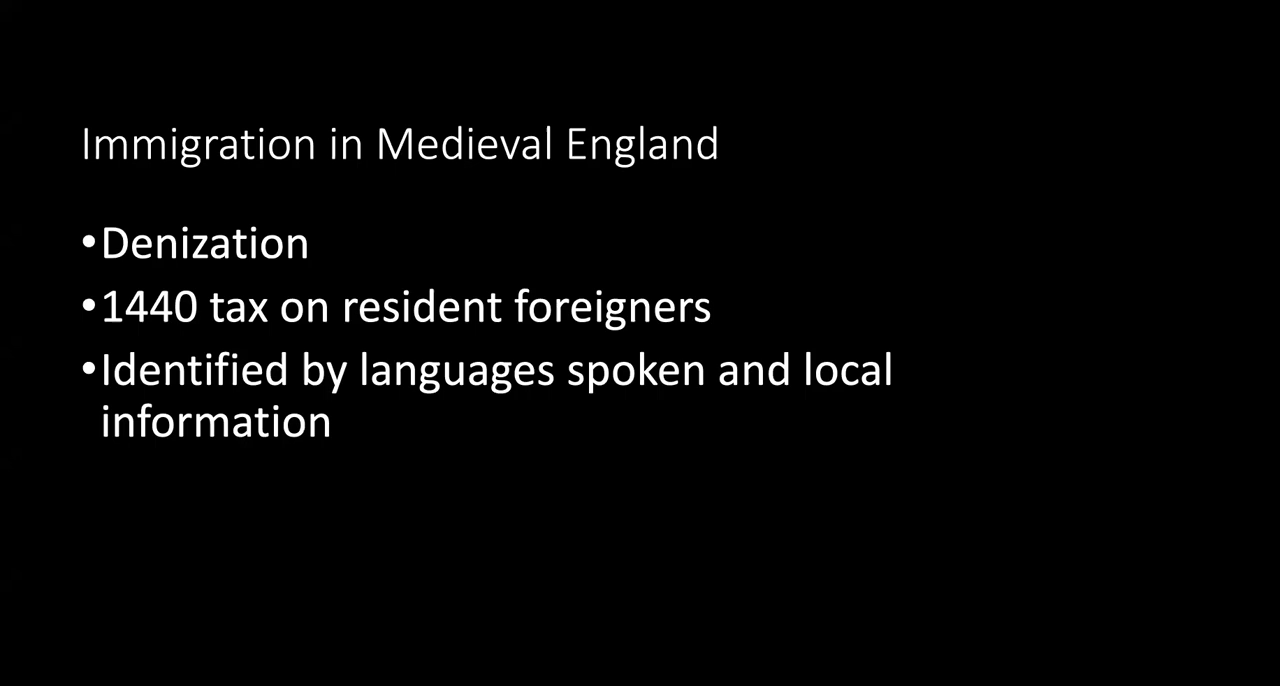 Immigration in Medieval England
•Denization
•1440 tax on resident foreigners
•Identified by languages spoken and local
information